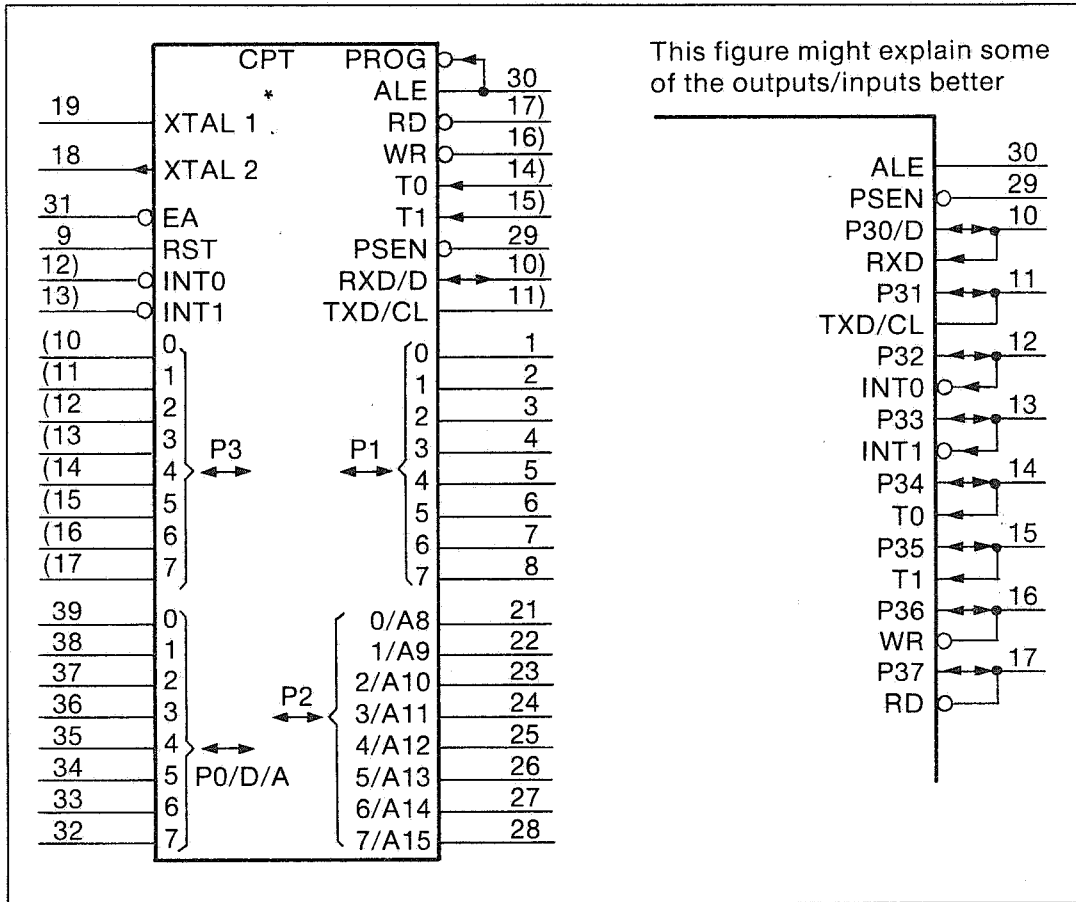 CPT PROG
* ALE 30
19 XTAL 1 RD 17)
WR 16)
18 XTAL 2 T0 14)
31 EA T1 15)
9 RST PSEN 29
12) INT0 RXD/D 10)
13) INT1 TXD/CL 11)
(10 0 0 1
(11 1 1 2
(12 2 2 3
(13 3 P3 P1 3 4
(14 4 4 5
(15 5 5 6
(16 6 6 7
(17 7 7 8
39 0 0/A8 21
38 1 1/A9 22
37 2 2/A10 23
36 3 P2 3/A11 24
35 4 4/A12 25
34 5 P0/D/A 5/A13 26
33 6 6/A14 27
32 7 7/A15 28
This figure might explain some
of the outputs/inputs better
ALE 30
PSEN 29
P30/D 10
RXD
P31 11
TXD/CL
P32 12
INT0
P33 13
INT1
P34 14
T0
P35 15
T1
P36 16
WR
P37 17
RD